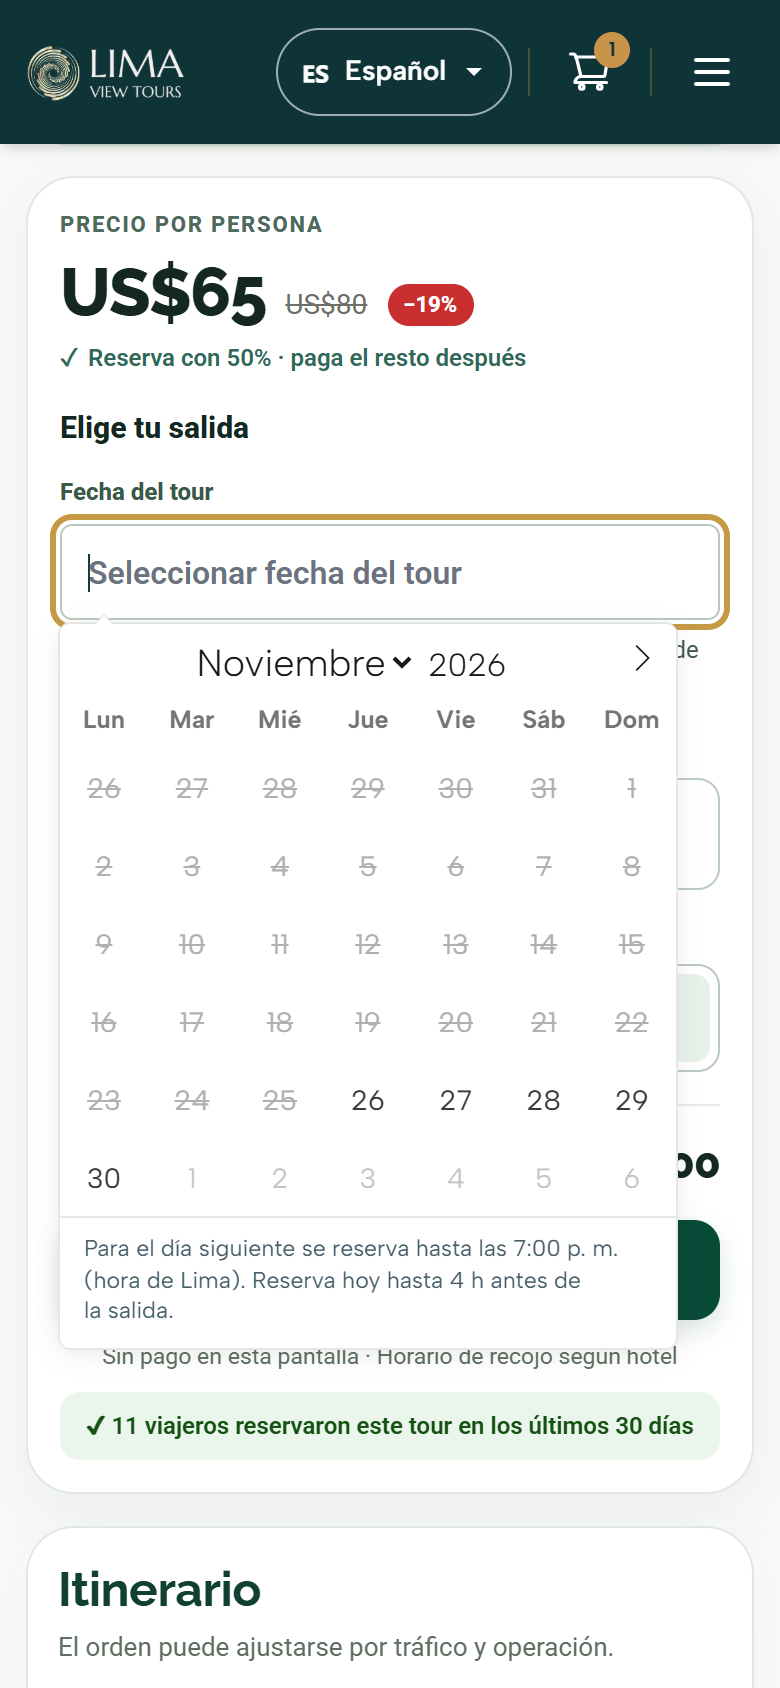 LIMA
VIEW TOURS
ES Español
1
PRECIO POR PERSONA
US$65 US$80 −19%
✓ Reserva con 50% · paga el resto después
Elige tu salida
Fecha del tour
Seleccionar fecha del tour
de
Noviembre 2026
Lun Mar Mié Jue Vie Sáb Dom
26 27 28 29 30 31 1
2 3 4 5 6 7 8
9 10 11 12 13 14 15
16 17 18 19 20 21 22
23 24 25 26 27 28 29
30 1 2 3 4 5 6
Para el día siguiente se reserva hasta las 7:00 p. m.
(hora de Lima). Reserva hoy hasta 4 h antes de
la salida.
Sin pago en esta pantalla · Horario de recojo según hotel
✓ 11 viajeros reservaron este tour en los últimos 30 días
Itinerario
El orden puede ajustarse por tráfico y operación.